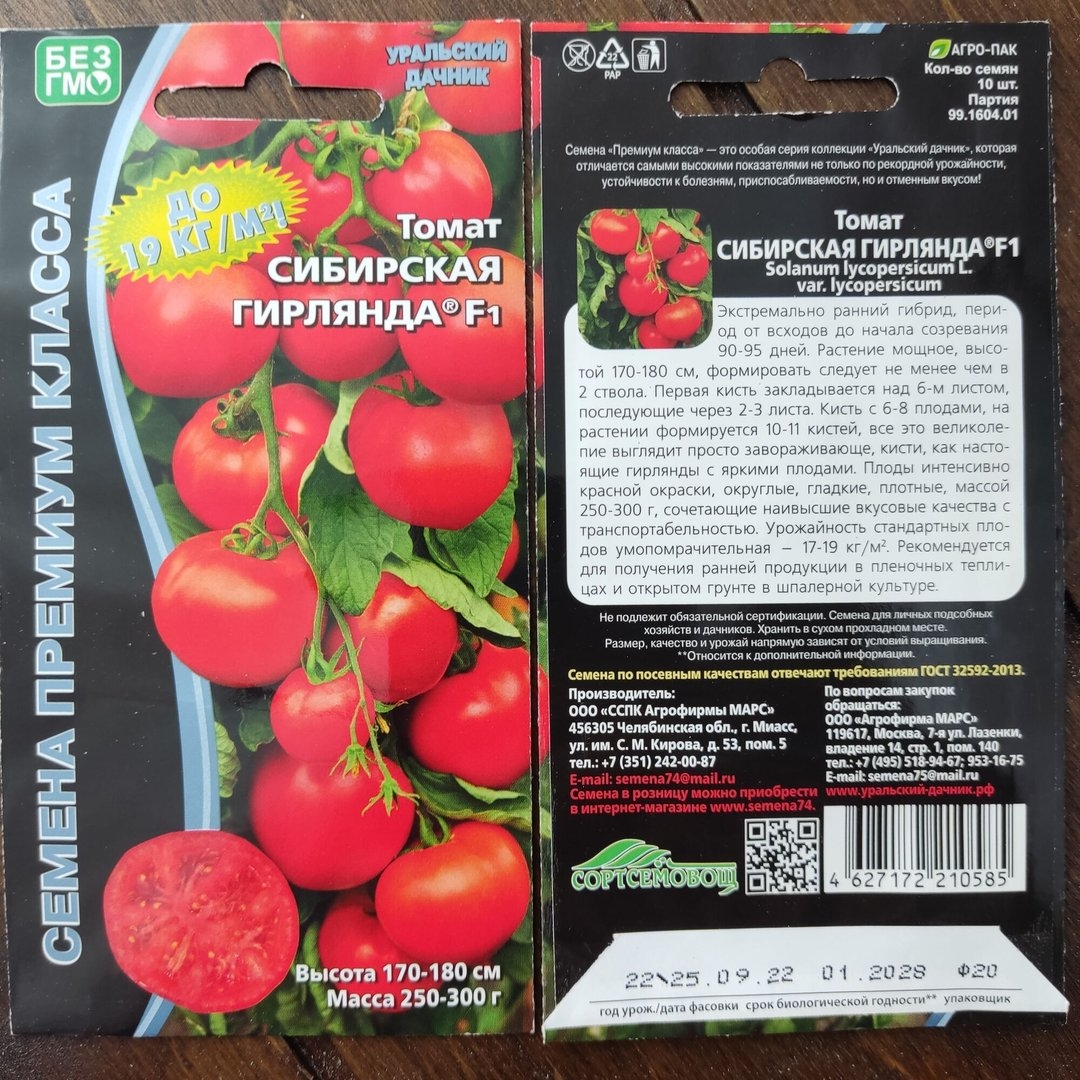 БЕЗ
ГМО
УРАЛЬСКИЙ
ДАЧНИК
СЕМЕНА ПРЕМИУМ КЛАССА
ДО
19 КГ/М²!
Томат
СИБИРСКАЯ
ГИРЛЯНДА® F1
Высота 170-180 см
Масса 250-300 г
22
PAP
АГРО-ПАК
Кол-во семян
10 шт.
Партия
99.1604.01
Семена «Премиум класса» — это особая серия коллекции «Уральский дачник», которая
отличается самыми высокими показателями не только по рекордной урожайности,
устойчивости к болезням, приспосабливаемости, но и отменным вкусом!
Томат
СИБИРСКАЯ ГИРЛЯНДА®F1
Solanum lycopersicum L.
var. lycopersicum
Экстремально ранний гибрид, пери-
од от всходов до начала созревания
90-95 дней. Растение мощное, высо-
той 170-180 см, формировать следует не менее чем в
2 ствола. Первая кисть закладывается над 6-м листом,
последующие через 2-3 листа. Кисть с 6-8 плодами, на
растении формируется 10-11 кистей, все это великоле-
пие выглядит просто завораживающе, кисти, как насто-
ящие гирлянды с яркими плодами. Плоды интенсивно
красной окраски, округлые, гладкие, плотные, массой
250-300 г, сочетающие наивысшие вкусовые качества с
транспортабельностью. Урожайность стандартных пло-
дов умопомрачительная – 17-19 кг/м². Рекомендуется
для получения ранней продукции в пленочных тепли-
цах и открытом грунте в шпалерной культуре.
Не подлежит обязательной сертификации. Семена для личных подсобных
хозяйств и дачников. Хранить в сухом прохладном месте.
Размер, качество и урожай напрямую зависят от условий выращивания.
**Относится к дополнительной информации.
Семена по посевным качествам отвечают требованиям ГОСТ 32592-2013.
Производитель:
ООО «ССПК Агрофирмы МАРС»
456305 Челябинская обл., г. Миасс,
ул. им. С. М. Кирова, д. 53, пом. 5
тел.: +7 (351) 242-00-87
E-mail: semena74@mail.ru
Семена в розницу можно приобрести
в интернет-магазине www.semena74.
По вопросам закупок
обращаться:
ООО «Агрофирма МАРС»
119617, Москва, 7-я ул. Лазенки,
владение 14, стр. 1, пом. 140
тел.: +7 (495) 518-94-67; 953-16-75
E-mail: semena75@mail.ru
www.уральский-дачник.рф
СОРТСЕМОВОЩ
4 627172 210585
22\25.09.22 01.2028 Ф20
год урож./дата фасовки срок биологической годности** упаковщик